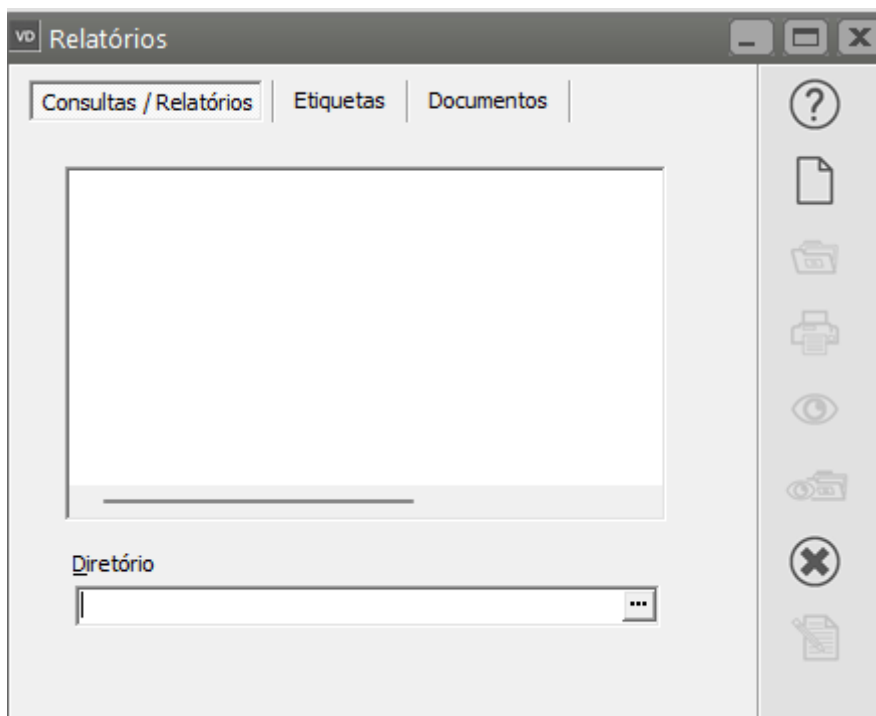 VD Relatórios
Consultas / Relatórios Etiquetas Documentos
Diretório
...